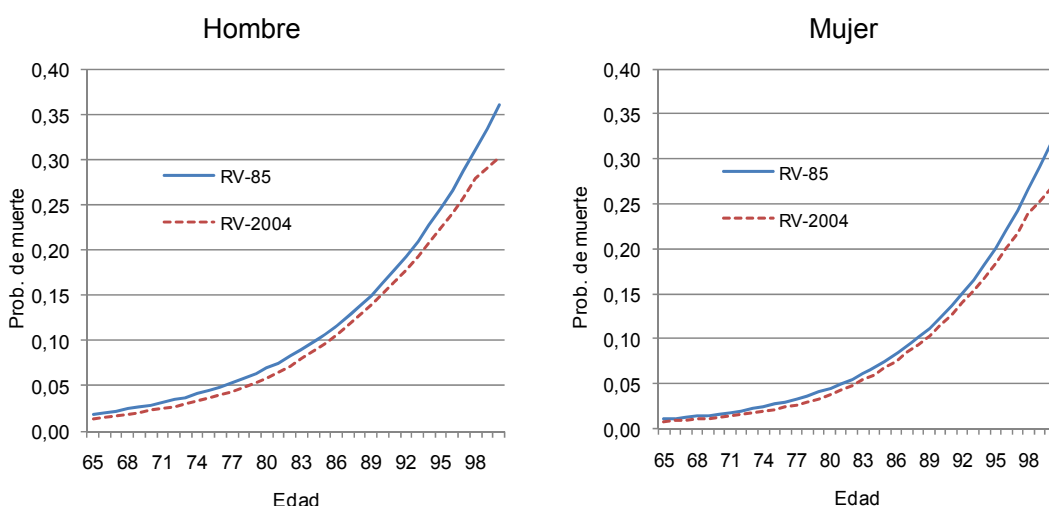 Hombre
0,40
0,35
0,30
0,25
0,20
0,15
0,10
0,05
0,00
Prob. de muerte
RV-85
RV-2004
65 68 71 74 77 80 83 86 89 92 95 98
Edad
Mujer
0,40
0,35
0,30
0,25
0,20
0,15
0,10
0,05
0,00
Prob. de muerte
RV-85
RV-2004
65 68 71 74 77 80 83 86 89 92 95 98
Edad